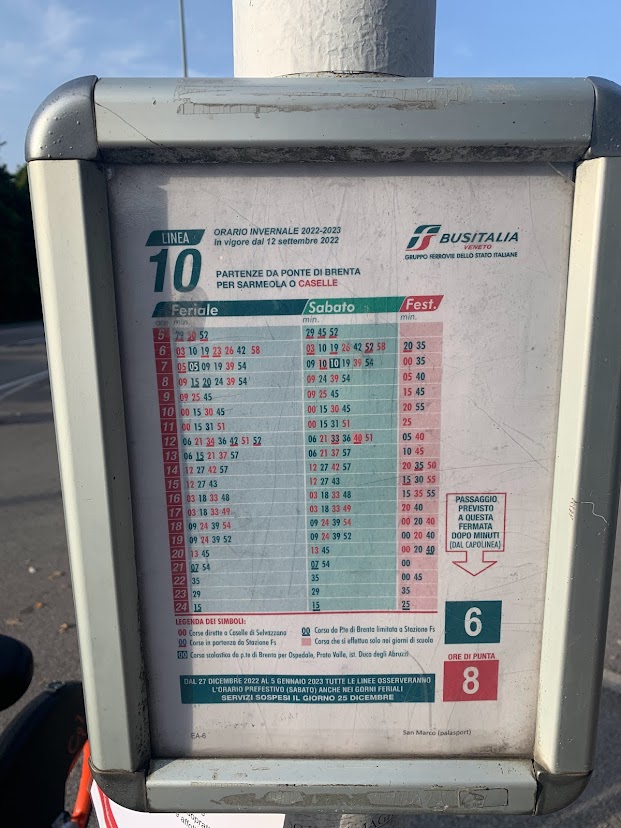 LINEA 10
ORARIO INVERNALE 2022-2023
In vigore dal 12 settembre 2022
PARTENZE DA PONTE DI BRENTA
PER SARMEOLA O CASELLE
BUSITALIA
VENETO
GRUPPO FERROVIE DELLO STATO ITALIANE
Feriale Sabato Fest.
ore min. min. min.
5 52 29 45 52
6 03 10 19 23 26 42 58 03 10 19 26 42 52 58 20 35
7 05 05 09 19 39 54 09 10 10 19 39 54 00 35
8 09 15 20 24 39 54 09 24 39 54 05 40
9 09 25 45 09 25 45 15 45
10 00 15 30 45 00 15 30 45 20 55
11 00 15 31 51 00 15 31 51 25
12 06 21 34 36 42 51 52 06 21 33 36 40 51 05 40
13 06 15 21 37 57 06 21 37 57 10 45
14 12 27 42 57 12 27 42 57 20 35 50
15 12 27 43 12 27 43 15 30 55
16 03 18 33 48 03 18 33 48 15 35 55
17 03 18 33 49 03 18 33 49 20 40
18 09 24 39 54 09 24 39 54 00 20 40
19 09 24 39 52 09 24 39 52 00 20 40
20 13 45 13 45 00 20 40
21 07 54 07 54 00
22 35 35 00 45
23 29 29 35
24 15 15 25
PASSAGGIO
PREVISTO
A QUESTA
FERMATA
DOPO MINUTI
(DAL CAPOLINEA)
6
ORE DI PUNTA
8
LEGENDA DEI SIMBOLI:
00 Corse dirette a Caselle di Selvazzano 00 Corsa da P.te di Brenta limitata a Stazione Fs
00 Corse in partenza da Stazione Fs 00 Corsa che si effettua solo nei giorni di scuola
00 Corsa scolastica da p.te di Brenta per Ospedale, Prato Valle, ist. Duca degli Abruzzi
DAL 27 DICEMBRE 2022 AL 5 GENNAIO 2023 TUTTE LE LINEE OSSERVERANNO
L'ORARIO PREFESTIVO (SABATO) ANCHE NEI GORNI FERIALI
SERVIZI SOSPESI IL GIORNO 25 DICEMBRE
EA-6 San Marco (palasport)